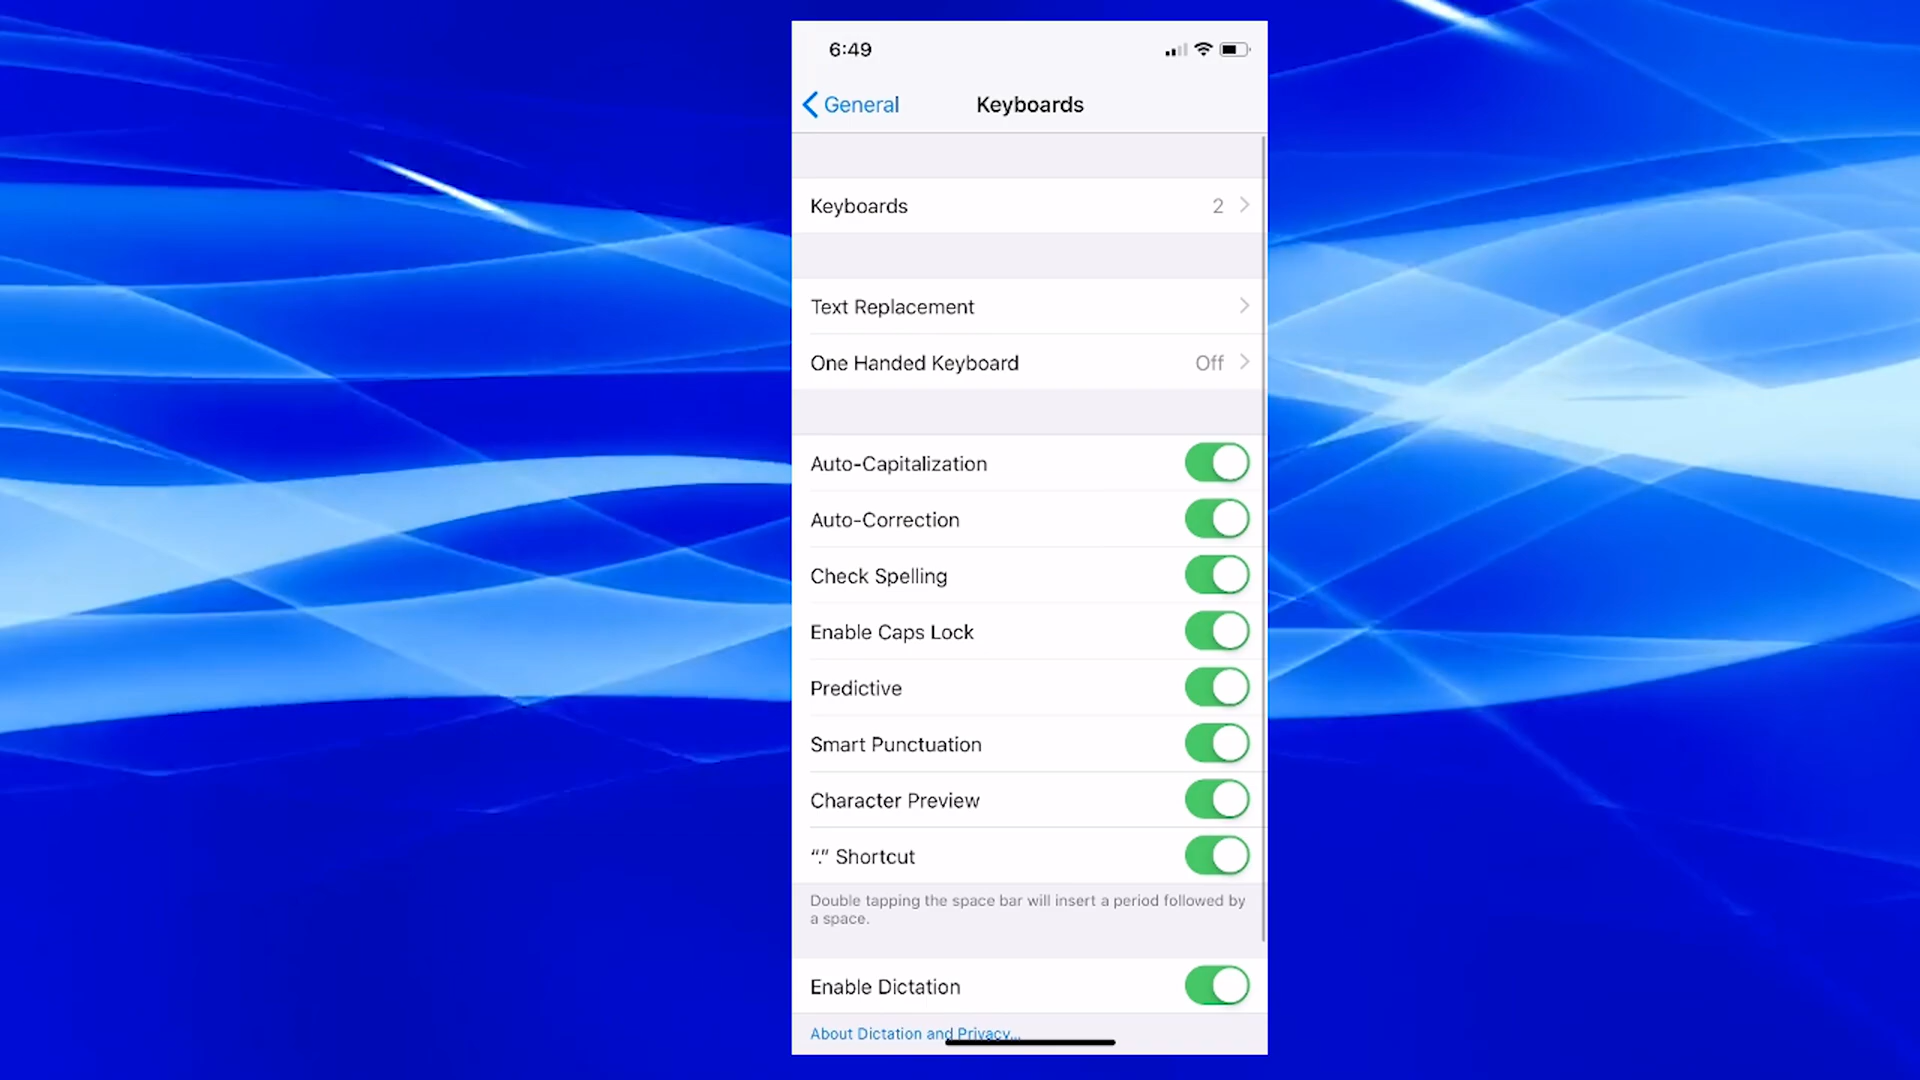 6:49
General
Keyboards
Keyboards 2
Text Replacement
One Handed Keyboard Off
Auto-Capitalization
Auto-Correction
Check Spelling
Enable Caps Lock
Predictive
Smart Punctuation
Character Preview
“.” Shortcut
Double tapping the space bar will insert a period followed by
a space.
Enable Dictation
About Dictation and Privacy...